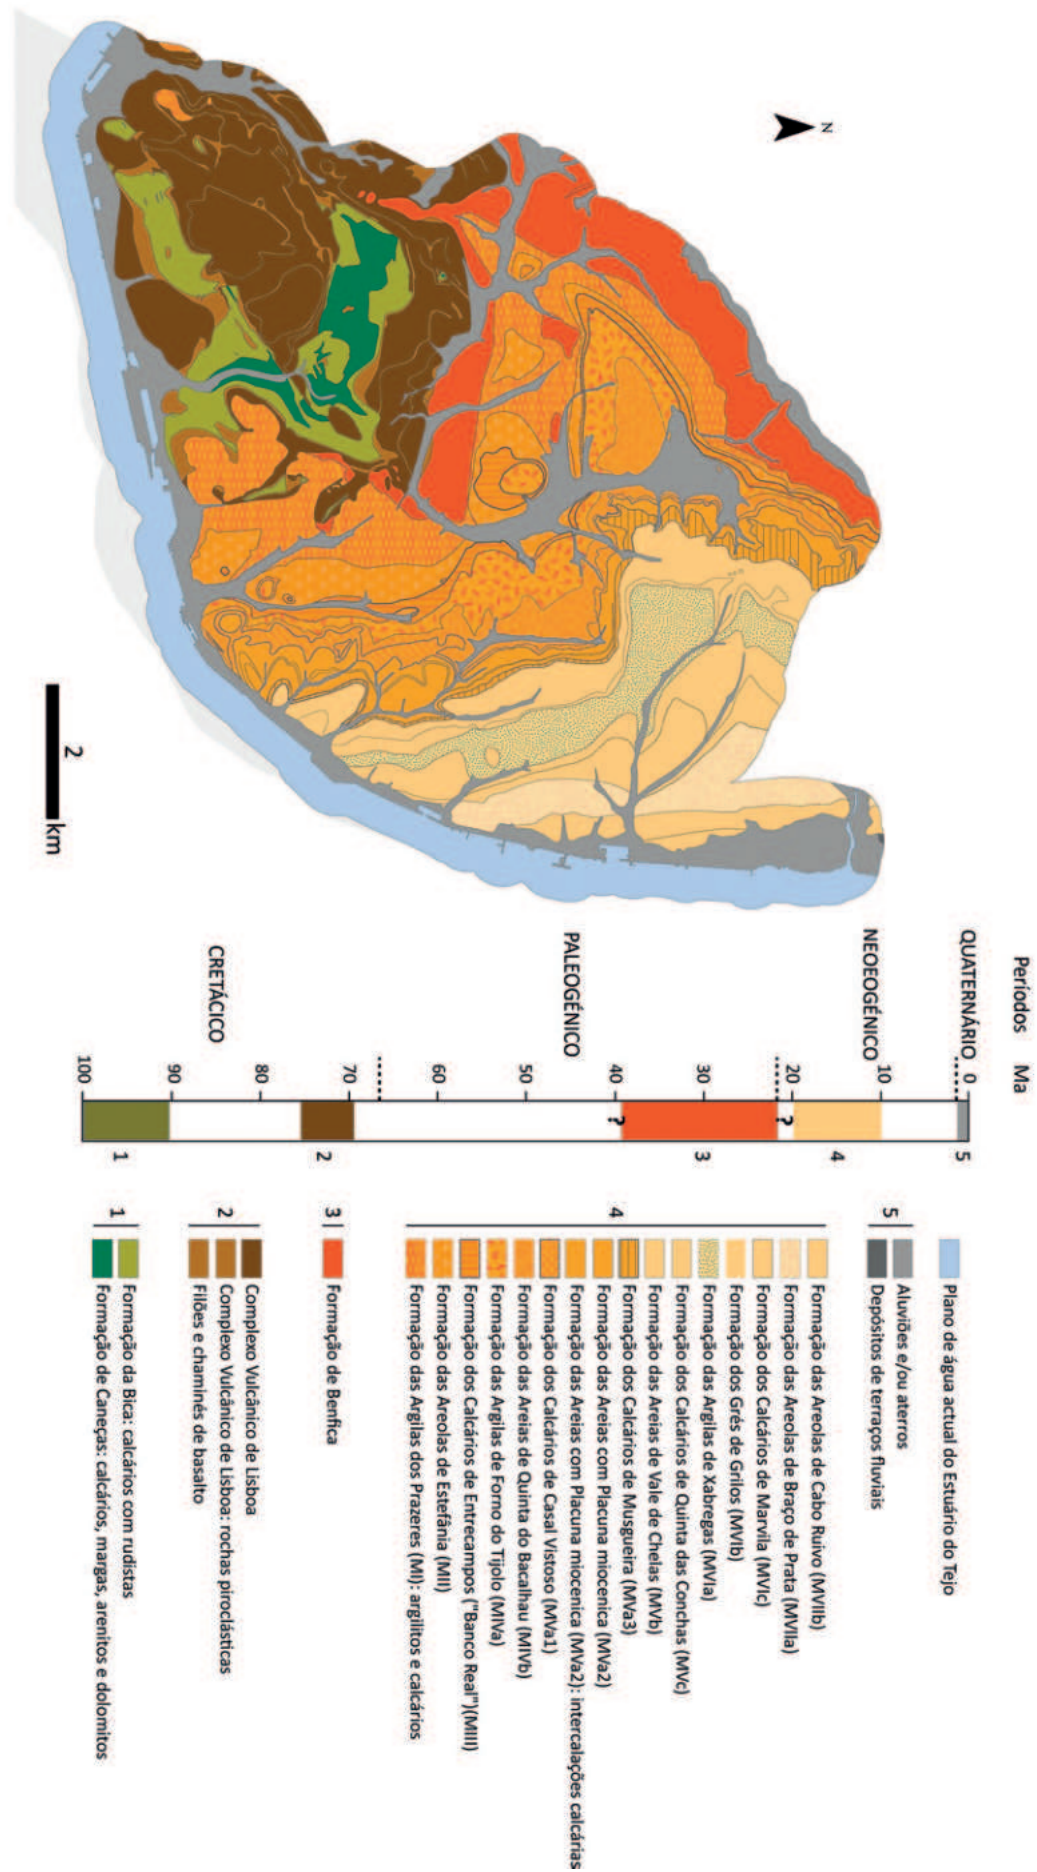 N
2
km
Períodos Ma
QUATERNÁRIO
NEOEOGÉNICO
PALEOGÉNICO
CRETÁCICO
0
10
20
30
40
50
60
70
80
90
100
?
?
5
4
3
2
1
Plano de água actual do Estuário do Tejo
5
Aluviões e/ou aterros
Depósitos de terraços fluviais
4
Formação das Areolas de Cabo Ruivo (MVIIb)
Formação das Areolas de Braço de Prata (MVIIa)
Formação dos Calcários de Marvila (MVIc)
Formação dos Grés de Grilos (MVIb)
Formação das Argilas de Xabregas (MVIa)
Formação dos Calcários de Quinta das Conchas (MVc)
Formação das Areias de Vale de Chelas (MVb)
Formação dos Calcários de Musgueira (MVa3)
Formação das Areias com Placuna miocenica (MVa2)
Formação das Areias com Placuna miocenica (MVa2): intercalações calcárias
Formação dos Calcários de Casal Vistoso (MVa1)
Formação das Areias de Quinta do Bacalhau (MIVb)
Formação das Argilas de Forno do Tijolo (MIVa)
Formação dos Calcários de Entrecampos ("Banco Real")(MIII)
Formação das Areolas de Estefânia (MII)
Formação das Argilas dos Prazeres (MI): argilitos e calcários
3
Formação de Benfica
2
Complexo Vulcânico de Lisboa
Complexo Vulcânico de Lisboa: rochas piroclásticas
Filões e chaminés de basalto
1
Formação da Bica: calcários com rudistas
Formação de Caneças: calcários, margas, arenitos e dolomitos